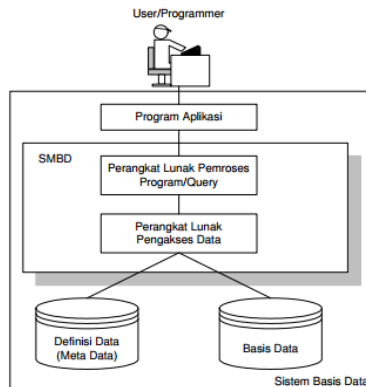 User/Programmer
Program Aplikasi
SMBD
Perangkat Lunak Pemroses
Program/Query
Perangkat Lunak
Pengakses Data
Definisi Data
(Meta Data)
Basis Data
Sistem Basis Data